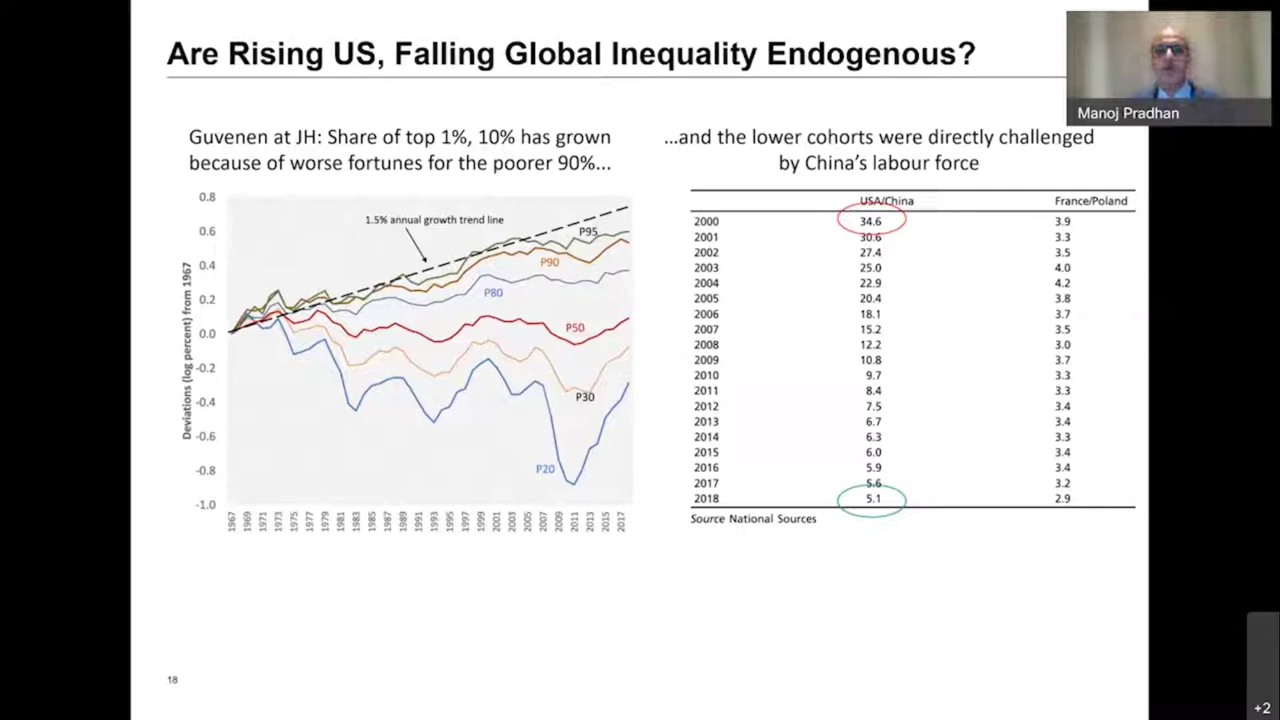 Are Rising US, Falling Global Inequality Endogenous?
Manoj Pradhan
Guvenen at JH: Share of top 1%, 10% has grown
because of worse fortunes for the poorer 90%...
...and the lower cohorts were directly challenged
by China's labour force
Deviations (log percent) from 1967
0.8
0.6
0.4
0.2
0.0
-0.2
-0.4
-0.6
-0.8
-1.0
1.5% annual growth trend line
P95
P90
P80
P50
P30
P20
1967 1969 1971 1973 1975 1977 1979 1981 1983 1985 1987 1989 1991 1993 1995 1997 1999 2001 2003 2005 2007 2009 2011 2013 2015 2017
USA/China France/Poland
2000 34.6 3.9
2001 30.6 3.3
2002 27.4 3.5
2003 25.0 4.0
2004 22.9 4.2
2005 20.4 3.8
2006 18.1 3.7
2007 15.2 3.5
2008 12.2 3.0
2009 10.8 3.7
2010 9.7 3.3
2011 8.4 3.3
2012 7.5 3.4
2013 6.7 3.4
2014 6.3 3.3
2015 6.0 3.4
2016 5.9 3.4
2017 5.6 3.2
2018 5.1 2.9
Source National Sources
18
+2